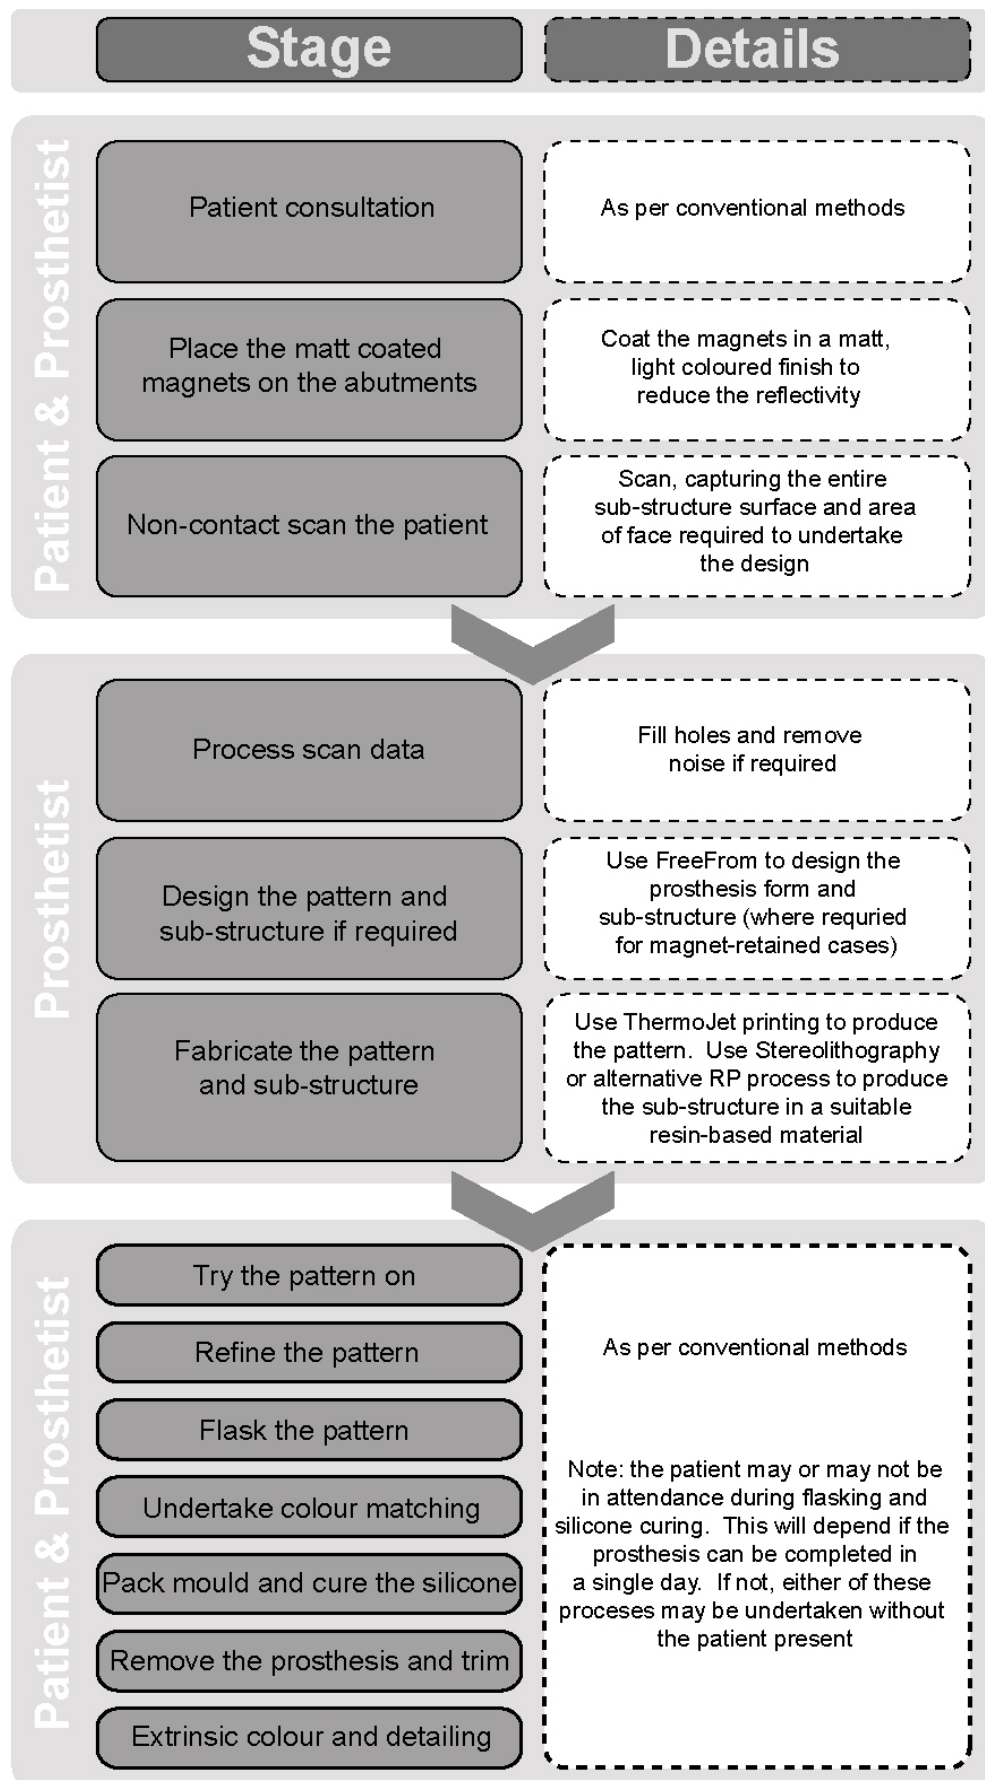 Stage
Details
Patient & Prosthetist
Patient consultation
As per conventional methods
Place the matt coated
magnets on the abutments
Coat the magnets in a matt,
light coloured finish to
reduce the reflectivity
Non-contact scan the patient
Scan, capturing the entire
sub-structure surface and area
of face required to undertake
the design
Prosthetist
Process scan data
Fill holes and remove
noise if required
Design the pattern and
sub-structure if required
Use FreeFrom to design the
prosthesis form and
sub-structure (where requried
for magnet-retained cases)
Fabricate the pattern
and sub-structure
Use ThermoJet printing to produce
the pattern.  Use Stereolithography
or alternative RP process to produce
the sub-structure in a suitable
resin-based material
Patient & Prosthetist
Try the pattern on
Refine the pattern
Flask the pattern
Undertake colour matching
Pack mould and cure the silicone
Remove the prosthesis and trim
Extrinsic colour and detailing
As per conventional methods
Note: the patient may or may not be
in attendance during flasking and
silicone curing.  This will depend if the
prosthesis can be completed in
a single day.  If not, either of these
proceses may be undertaken without
the patient present